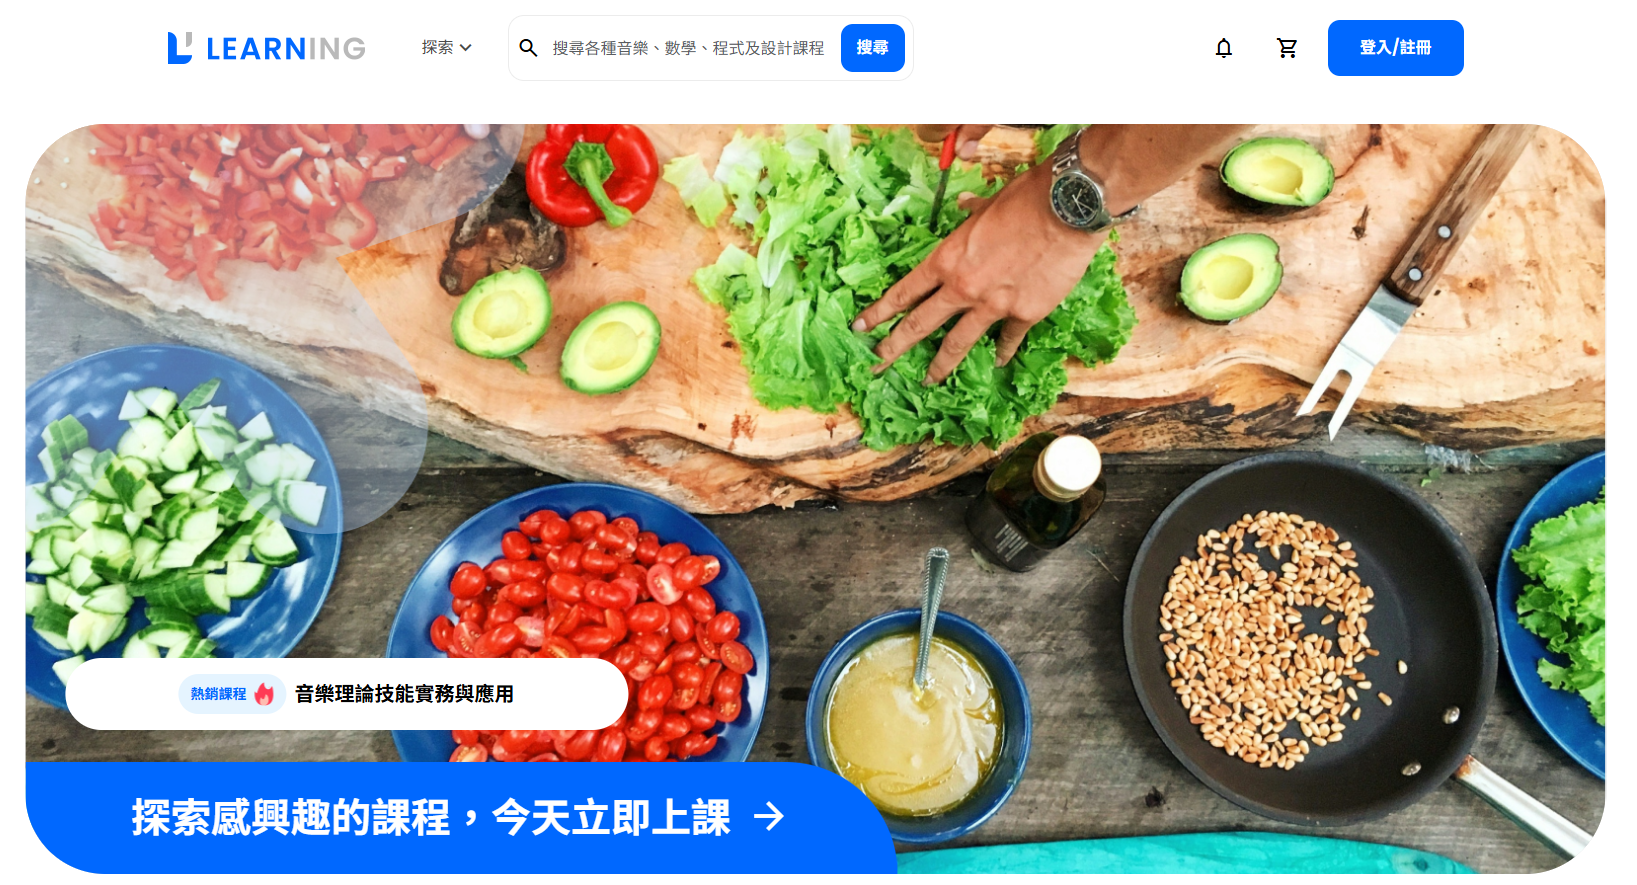 LEARNING
探索
搜尋各種音樂、數學、程式及設計課程
搜尋
登入/註冊
熱銷課程
音樂理論技能實務與應用
探索感興趣的課程，今天立即上課